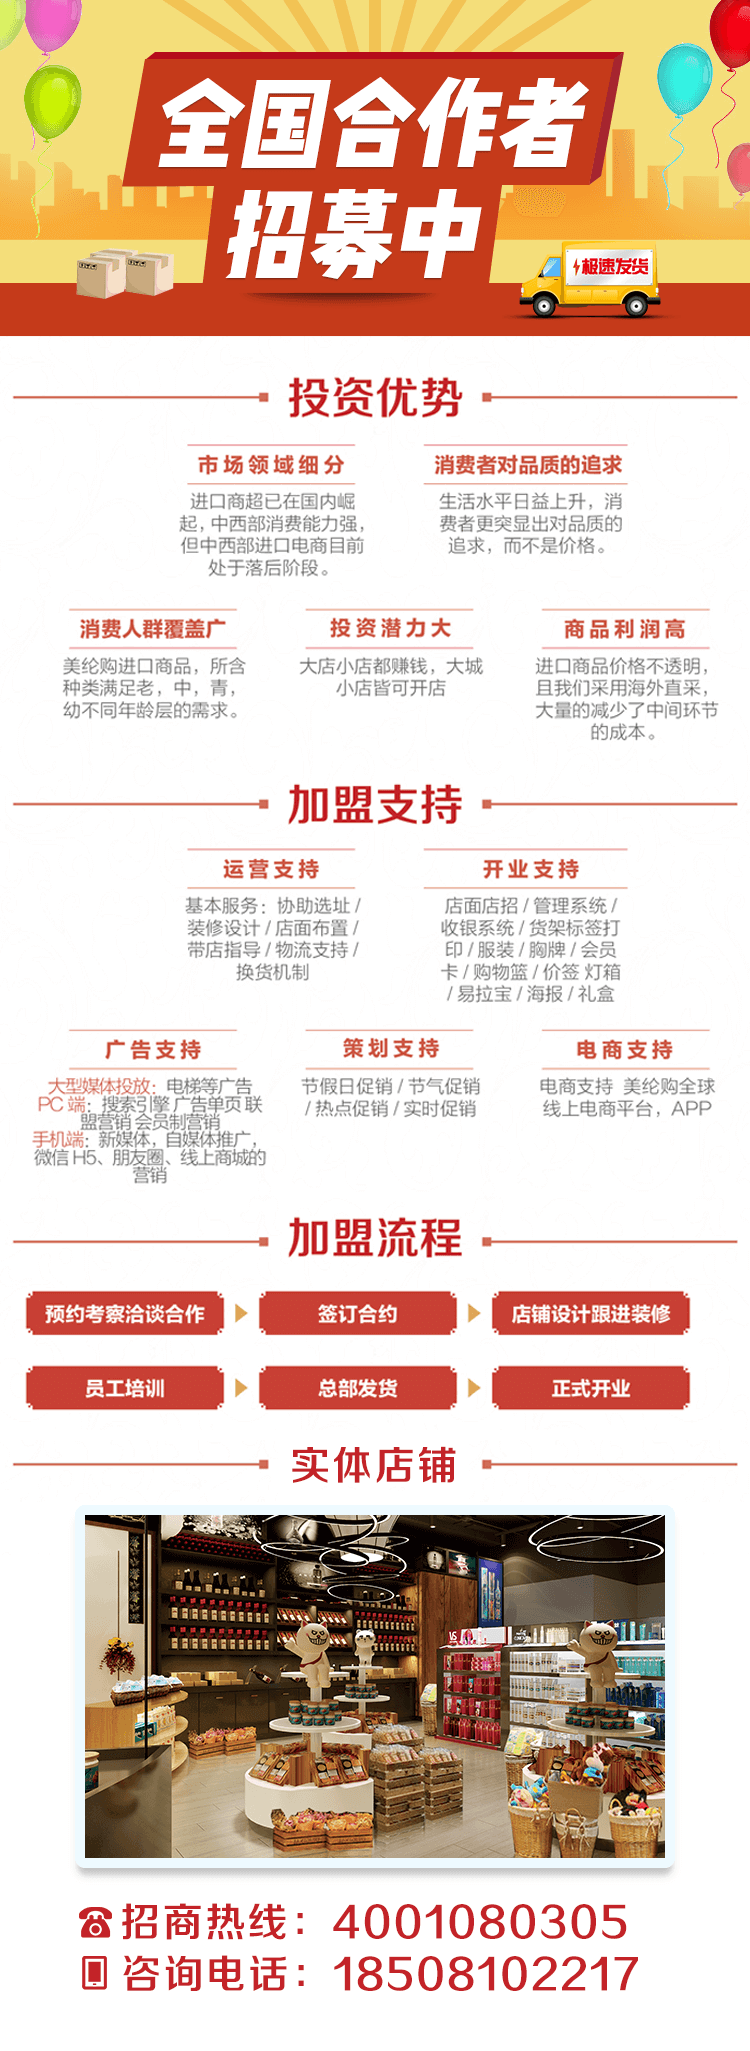 全国合作者
招募中
极速发货
投资优势
市场领域细分
进口商超已在国内崛
起，中西部消费能力强，
但中西部进口电商目前
处于落后阶段。
消费者对品质的追求
生活水平日益上升，消
费者更突显出对品质的
追求，而不是价格。
消费人群覆盖广
美纶购进口商品，所含
种类满足老，中，青，
幼不同年龄层的需求。
投资潜力大
大店小店都赚钱，大城
小店皆可开店
商品利润高
进口商品价格不透明，
且我们采用海外直采，
大量的减少了中间环节
的成本。
加盟支持
运营支持
基本服务：协助选址 /
装修设计 / 店面布置 /
带店指导 / 物流支持 /
换货机制
开业支持
店面店招 / 管理系统 /
收银系统 / 货架标签打
印 / 服装 / 胸牌 / 会员
卡 / 购物篮 / 价签 灯箱
/ 易拉宝 / 海报 / 礼盒
广告支持
大型媒体投放：电梯等广告
PC 端：搜索引擎 广告单页 联
盟营销 会员制营销
手机端：新媒体，自媒体推广，
微信 H5、朋友圈、线上商城的
营销
策划支持
节假日促销 / 节气促销
/ 热点促销 / 实时促销
电商支持
电商支持 美纶购全球
线上电商平台，APP
加盟流程
预约考察洽谈合作
签订合约
店铺设计跟进装修
员工培训
总部发货
正式开业
实体店铺
招商热线：4001080305
咨询电话：18508102217